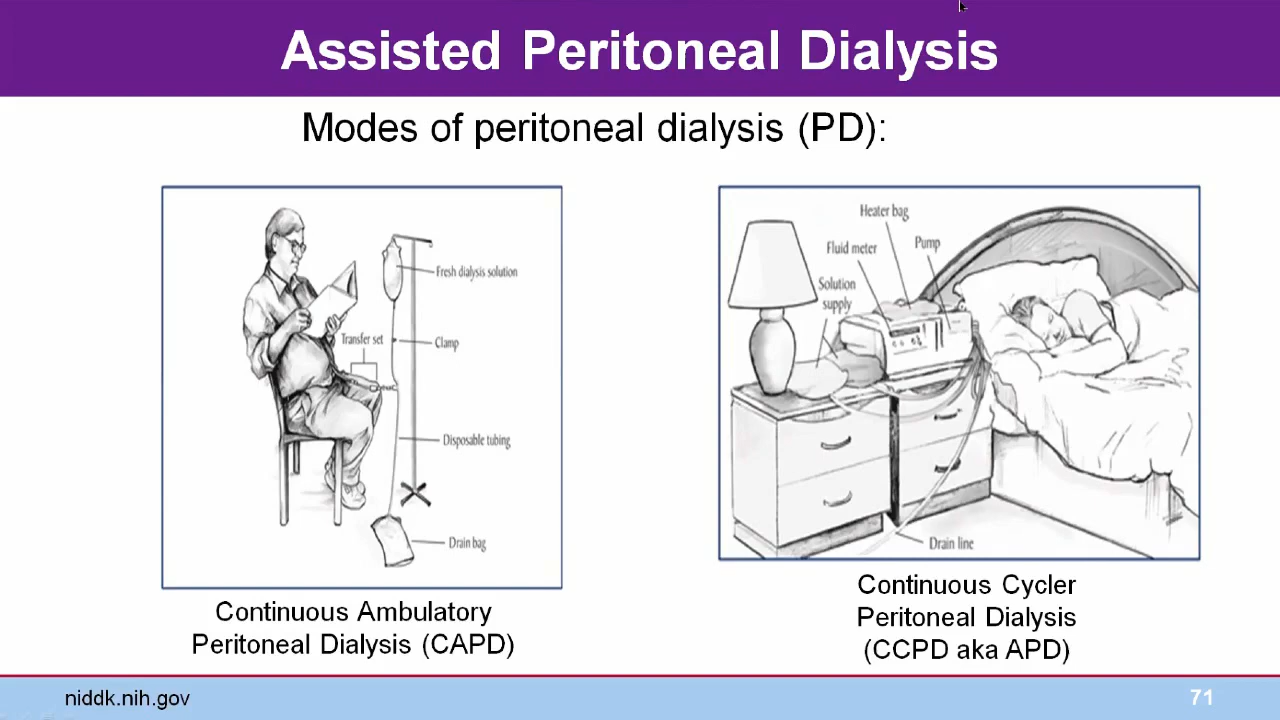 Assisted Peritoneal Dialysis
Modes of peritoneal dialysis (PD):
Fresh dialysis solution
Transfer set
Clamp
Disposable tubing
Drain bag
Continuous Ambulatory
Peritoneal Dialysis (CAPD)
Heater bag
Fluid meter
Pump
Solution
supply
Drain line
Continuous Cycler
Peritoneal Dialysis
(CCPD aka APD)
niddk.nih.gov
71